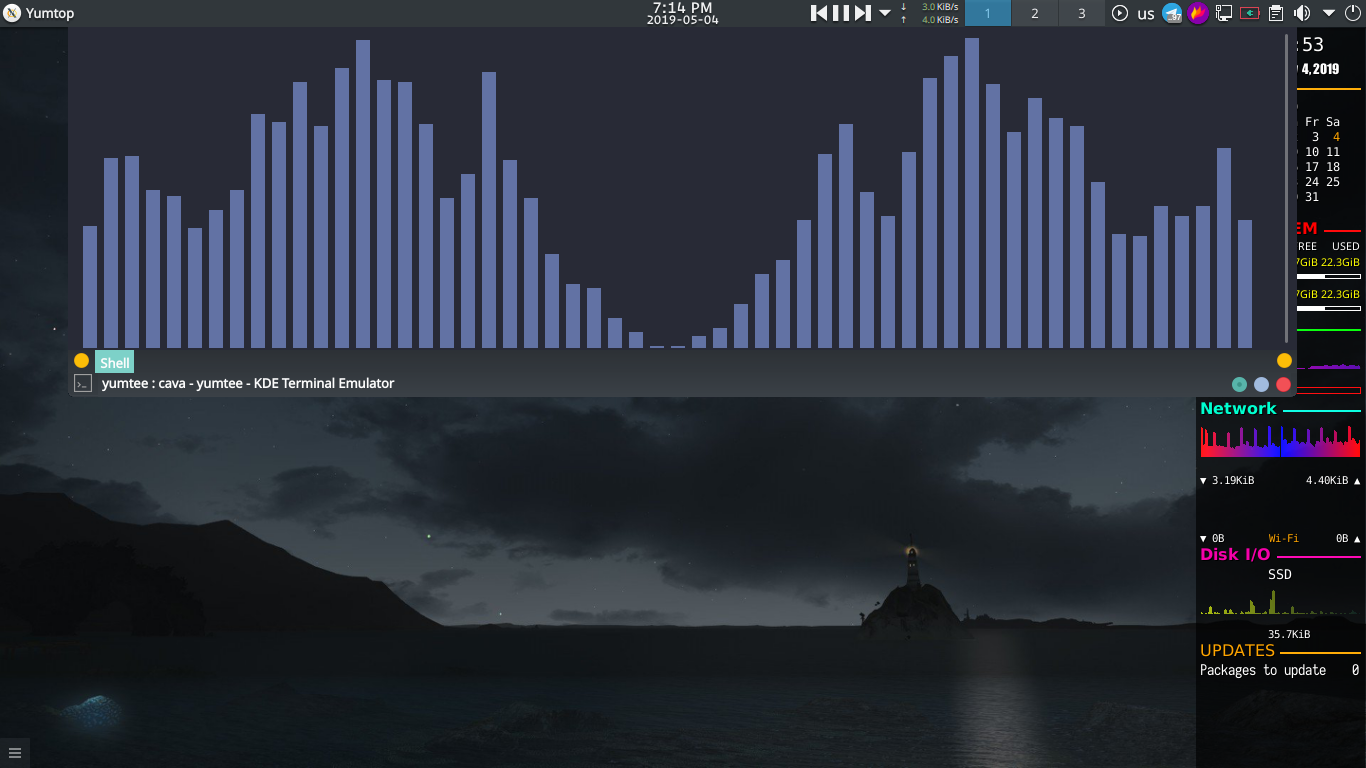 Yumtop
7:14 PM
2019-05-04
↓ 3.0 KiB/s
↑ 4.0 KiB/s
1 2 3
us
97
:53
4, 2019
Fr Sa
3 4
10 11
17 18
24 25
31
EM
REE USED
7GiB 22.3GiB
7GiB 22.3GiB
Shell
yumtee : cava - yumtee - KDE Terminal Emulator
Network
▼ 3.19KiB 4.40KiB ▲
▼ 0B Wi-Fi 0B ▲
Disk I/O
SSD
35.7KiB
UPDATES
Packages to update 0